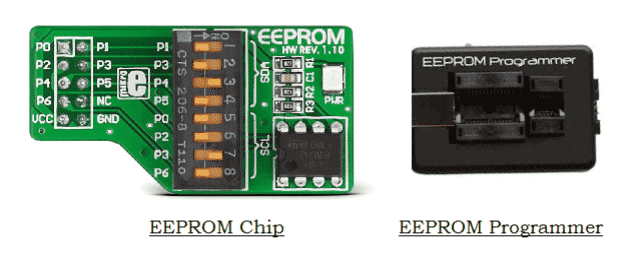 EEPROM
HW REV. 1.10
P0 P1
P2 P3
P4 P5
P6 NC
VCC GND
mikro
e
P1
P3
P4
P5
P0
P2
P3
P6
ON
CTS 206-8 T110
1
2
3
4
5
6
7
8
SDA
SCL
R1
C1
R2
R3
PWR
EEPROM Programmer
EEPROM Chip
EEPROM Programmer